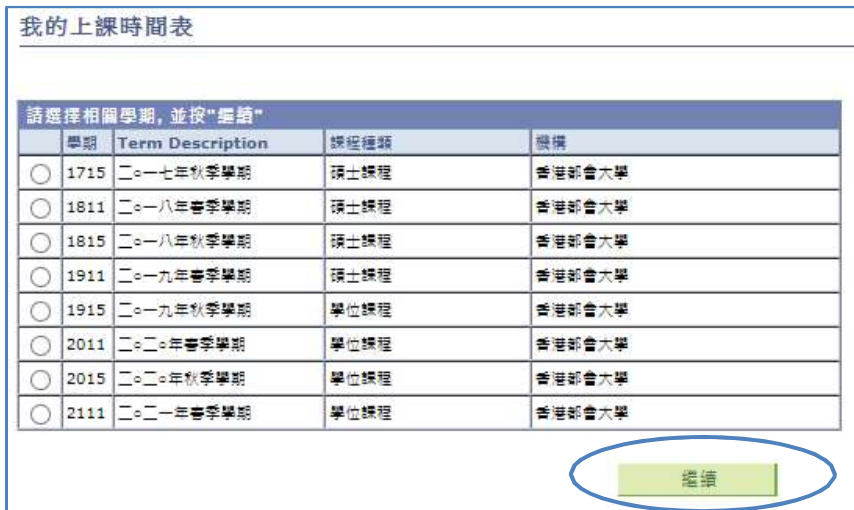 我的上課時間表
請選擇相關學期, 並按"繼續"
學期 Term Description 課程種類 機構
1715 二○一七年秋季學期 碩士課程 香港都會大學
1811 二○一八年春季學期 碩士課程 香港都會大學
1815 二○一八年秋季學期 碩士課程 香港都會大學
1911 二○一九年春季學期 碩士課程 香港都會大學
1915 二○一九年秋季學期 學位課程 香港都會大學
2011 二○二○年春季學期 學位課程 香港都會大學
2015 二○二○年秋季學期 學位課程 香港都會大學
2111 二○二一年春季學期 學位課程 香港都會大學
繼續